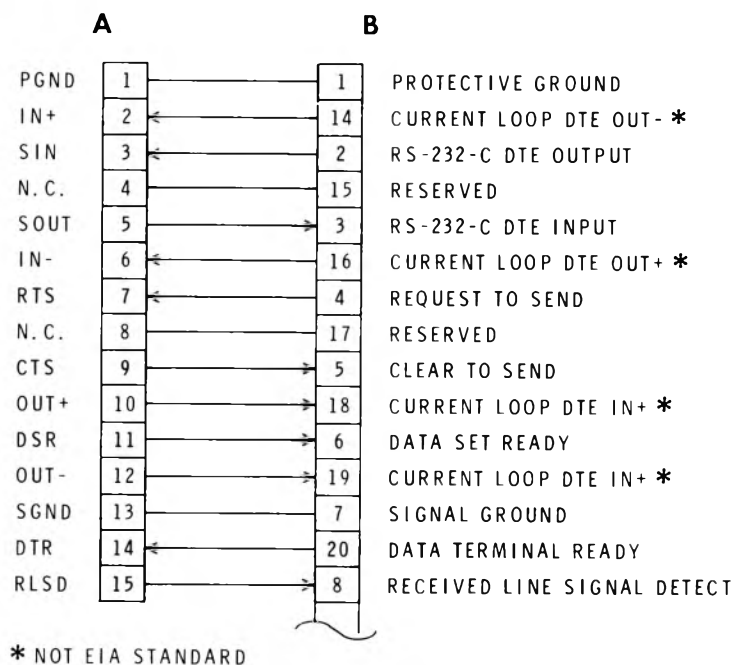 A B
PGND 1 1 PROTECTIVE GROUND
IN+ 2 14 CURRENT LOOP DTE OUT- *
SIN 3 2 RS-232-C DTE OUTPUT
N.C. 4 15 RESERVED
SOUT 5 3 RS-232-C DTE INPUT
IN- 6 16 CURRENT LOOP DTE OUT+ *
RTS 7 4 REQUEST TO SEND
N.C. 8 17 RESERVED
CTS 9 5 CLEAR TO SEND
OUT+ 10 18 CURRENT LOOP DTE IN+ *
DSR 11 6 DATA SET READY
OUT- 12 19 CURRENT LOOP DTE IN+ *
SGND 13 7 SIGNAL GROUND
DTR 14 20 DATA TERMINAL READY
RLSD 15 8 RECEIVED LINE SIGNAL DETECT
* NOT EIA STANDARD